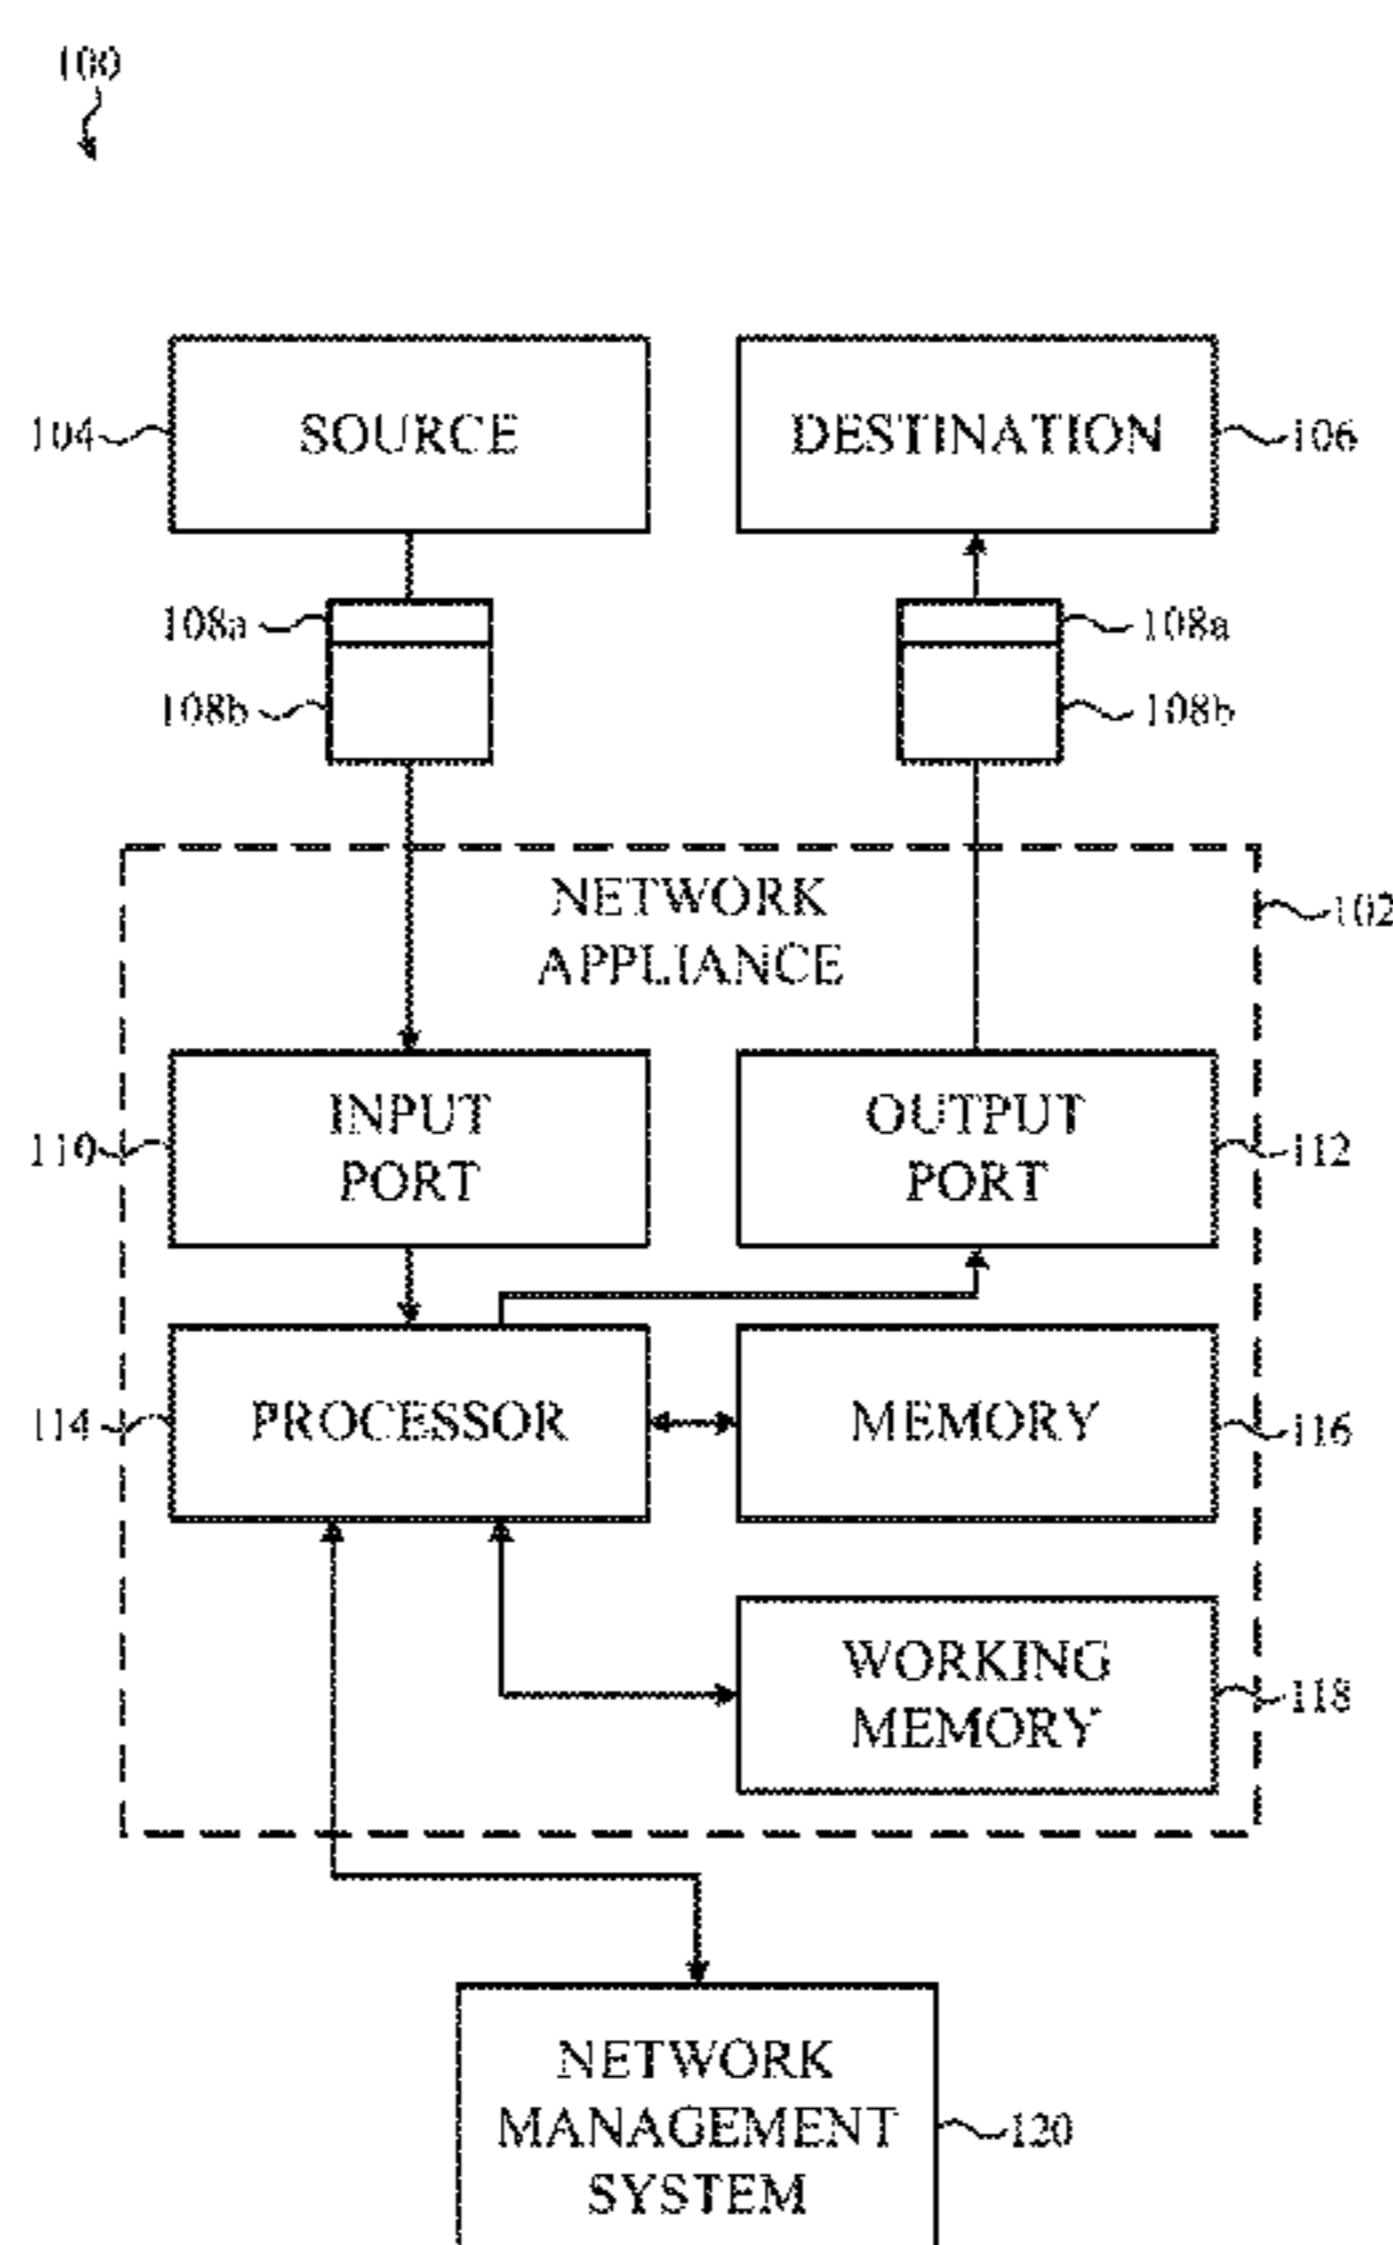 100
SOURCE
DESTINATION
104
106
108a
108a
108b
108b
NETWORK
APPLIANCE
102
INPUT
PORT
OUTPUT
PORT
110
112
PROCESSOR
MEMORY
114
116
WORKING
MEMORY
118
NETWORK
MANAGEMENT
SYSTEM
120